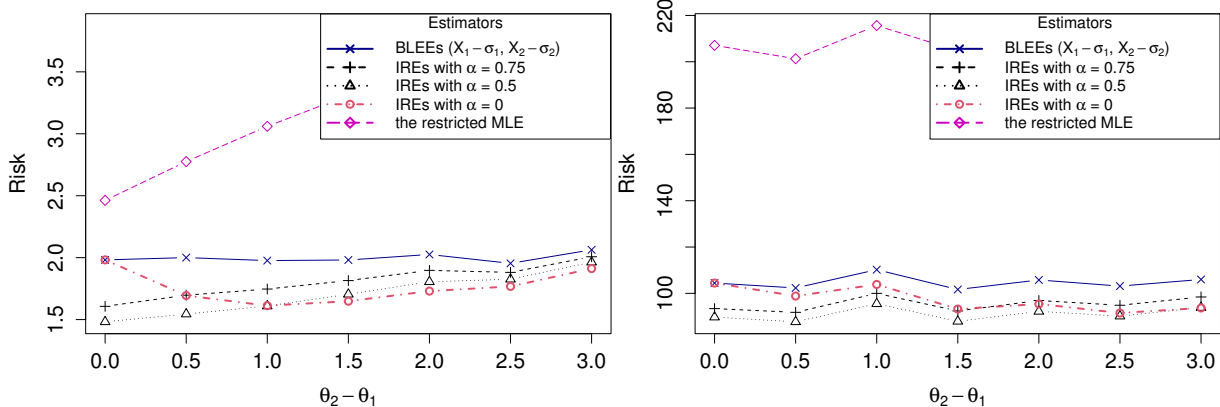 Risk
3.5
3.0
2.5
2.0
1.5
0.0 0.5 1.0 1.5 2.0 2.5 3.0
θ₂ − θ₁
Estimators
BLEEs (X₁ − σ₁, X₂ − σ₂)
IREs with α = 0.75
IREs with α = 0.5
IREs with α = 0
the restricted MLE
Risk
220
180
140
100
0.0 0.5 1.0 1.5 2.0 2.5 3.0
θ₂ − θ₁
Estimators
BLEEs (X₁ − σ₁, X₂ − σ₂)
IREs with α = 0.75
IREs with α = 0.5
IREs with α = 0
the restricted MLE